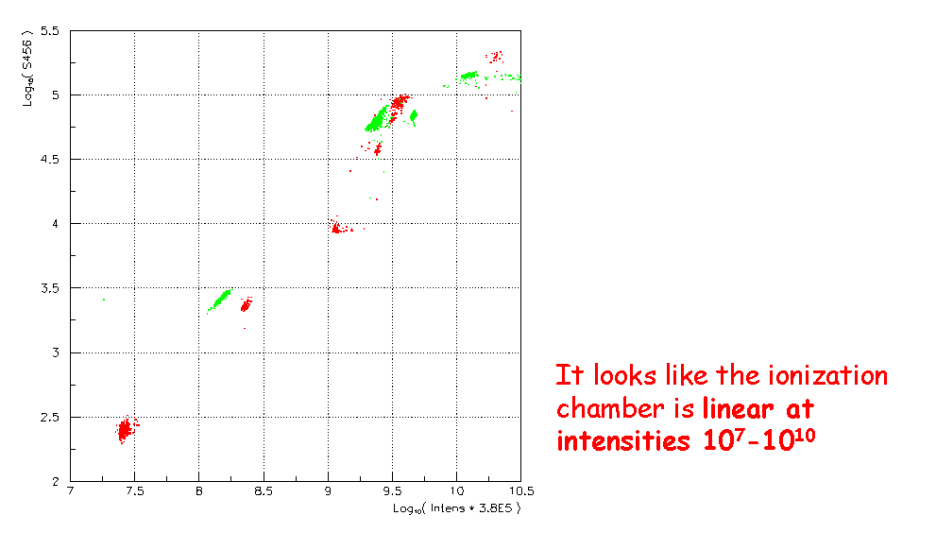 5.5
Log₁₀( S456 )
5
4.5
4
3.5
3
2.5
2
7 7.5 8 8.5 9 9.5 10 10.5
Log₁₀( Intens * 3.8E5 )
It looks like the ionization
chamber is linear at
intensities 10⁷-10¹⁰